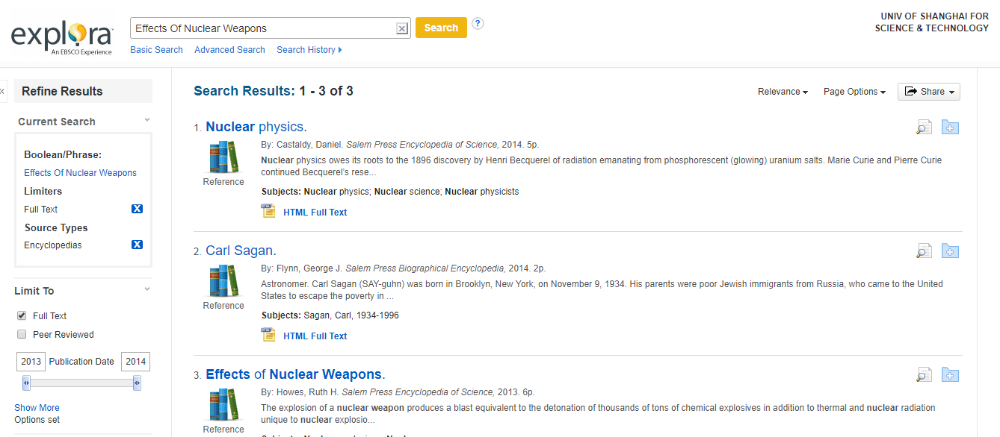 explora
An EBSCO Experience
Effects Of Nuclear Weapons
Search
?
Basic Search Advanced Search Search History
UNIV OF SHANGHAI FOR
SCIENCE & TECHNOLOGY
Refine Results
Current Search
Boolean/Phrase:
Effects Of Nuclear Weapons
Limiters
Full Text
Source Types
Encyclopedias
Limit To
Full Text
Peer Reviewed
2013 Publication Date 2014
Show More
Options set
Search Results: 1 - 3 of 3
Relevance Page Options Share
1. Nuclear physics.
By: Castaldy, Daniel. Salem Press Encyclopedia of Science, 2014. 5p.
Nuclear physics owes its roots to the 1896 discovery by Henri Becquerel of radiation emanating from phosphorescent (glowing) uranium salts. Marie Curie and Pierre Curie
continued Becquerel's rese...
Reference
Subjects: Nuclear physics; Nuclear science; Nuclear physicists
HTML Full Text
2. Carl Sagan.
By: Flynn, George J. Salem Press Biographical Encyclopedia, 2014. 2p.
Astronomer. Carl Sagan (SAY-guhn) was born in Brooklyn, New York, on November 9, 1934. His parents were poor Jewish immigrants from Russia, who came to the United
States to escape the poverty in ...
Reference
Subjects: Sagan, Carl, 1934-1996
HTML Full Text
3. Effects of Nuclear Weapons.
By: Howes, Ruth H. Salem Press Encyclopedia of Science, 2013. 6p.
The explosion of a nuclear weapon produces a blast equivalent to the detonation of thousands of tons of chemical explosives in addition to thermal and nuclear radiation
unique to nuclear explosio...
Reference